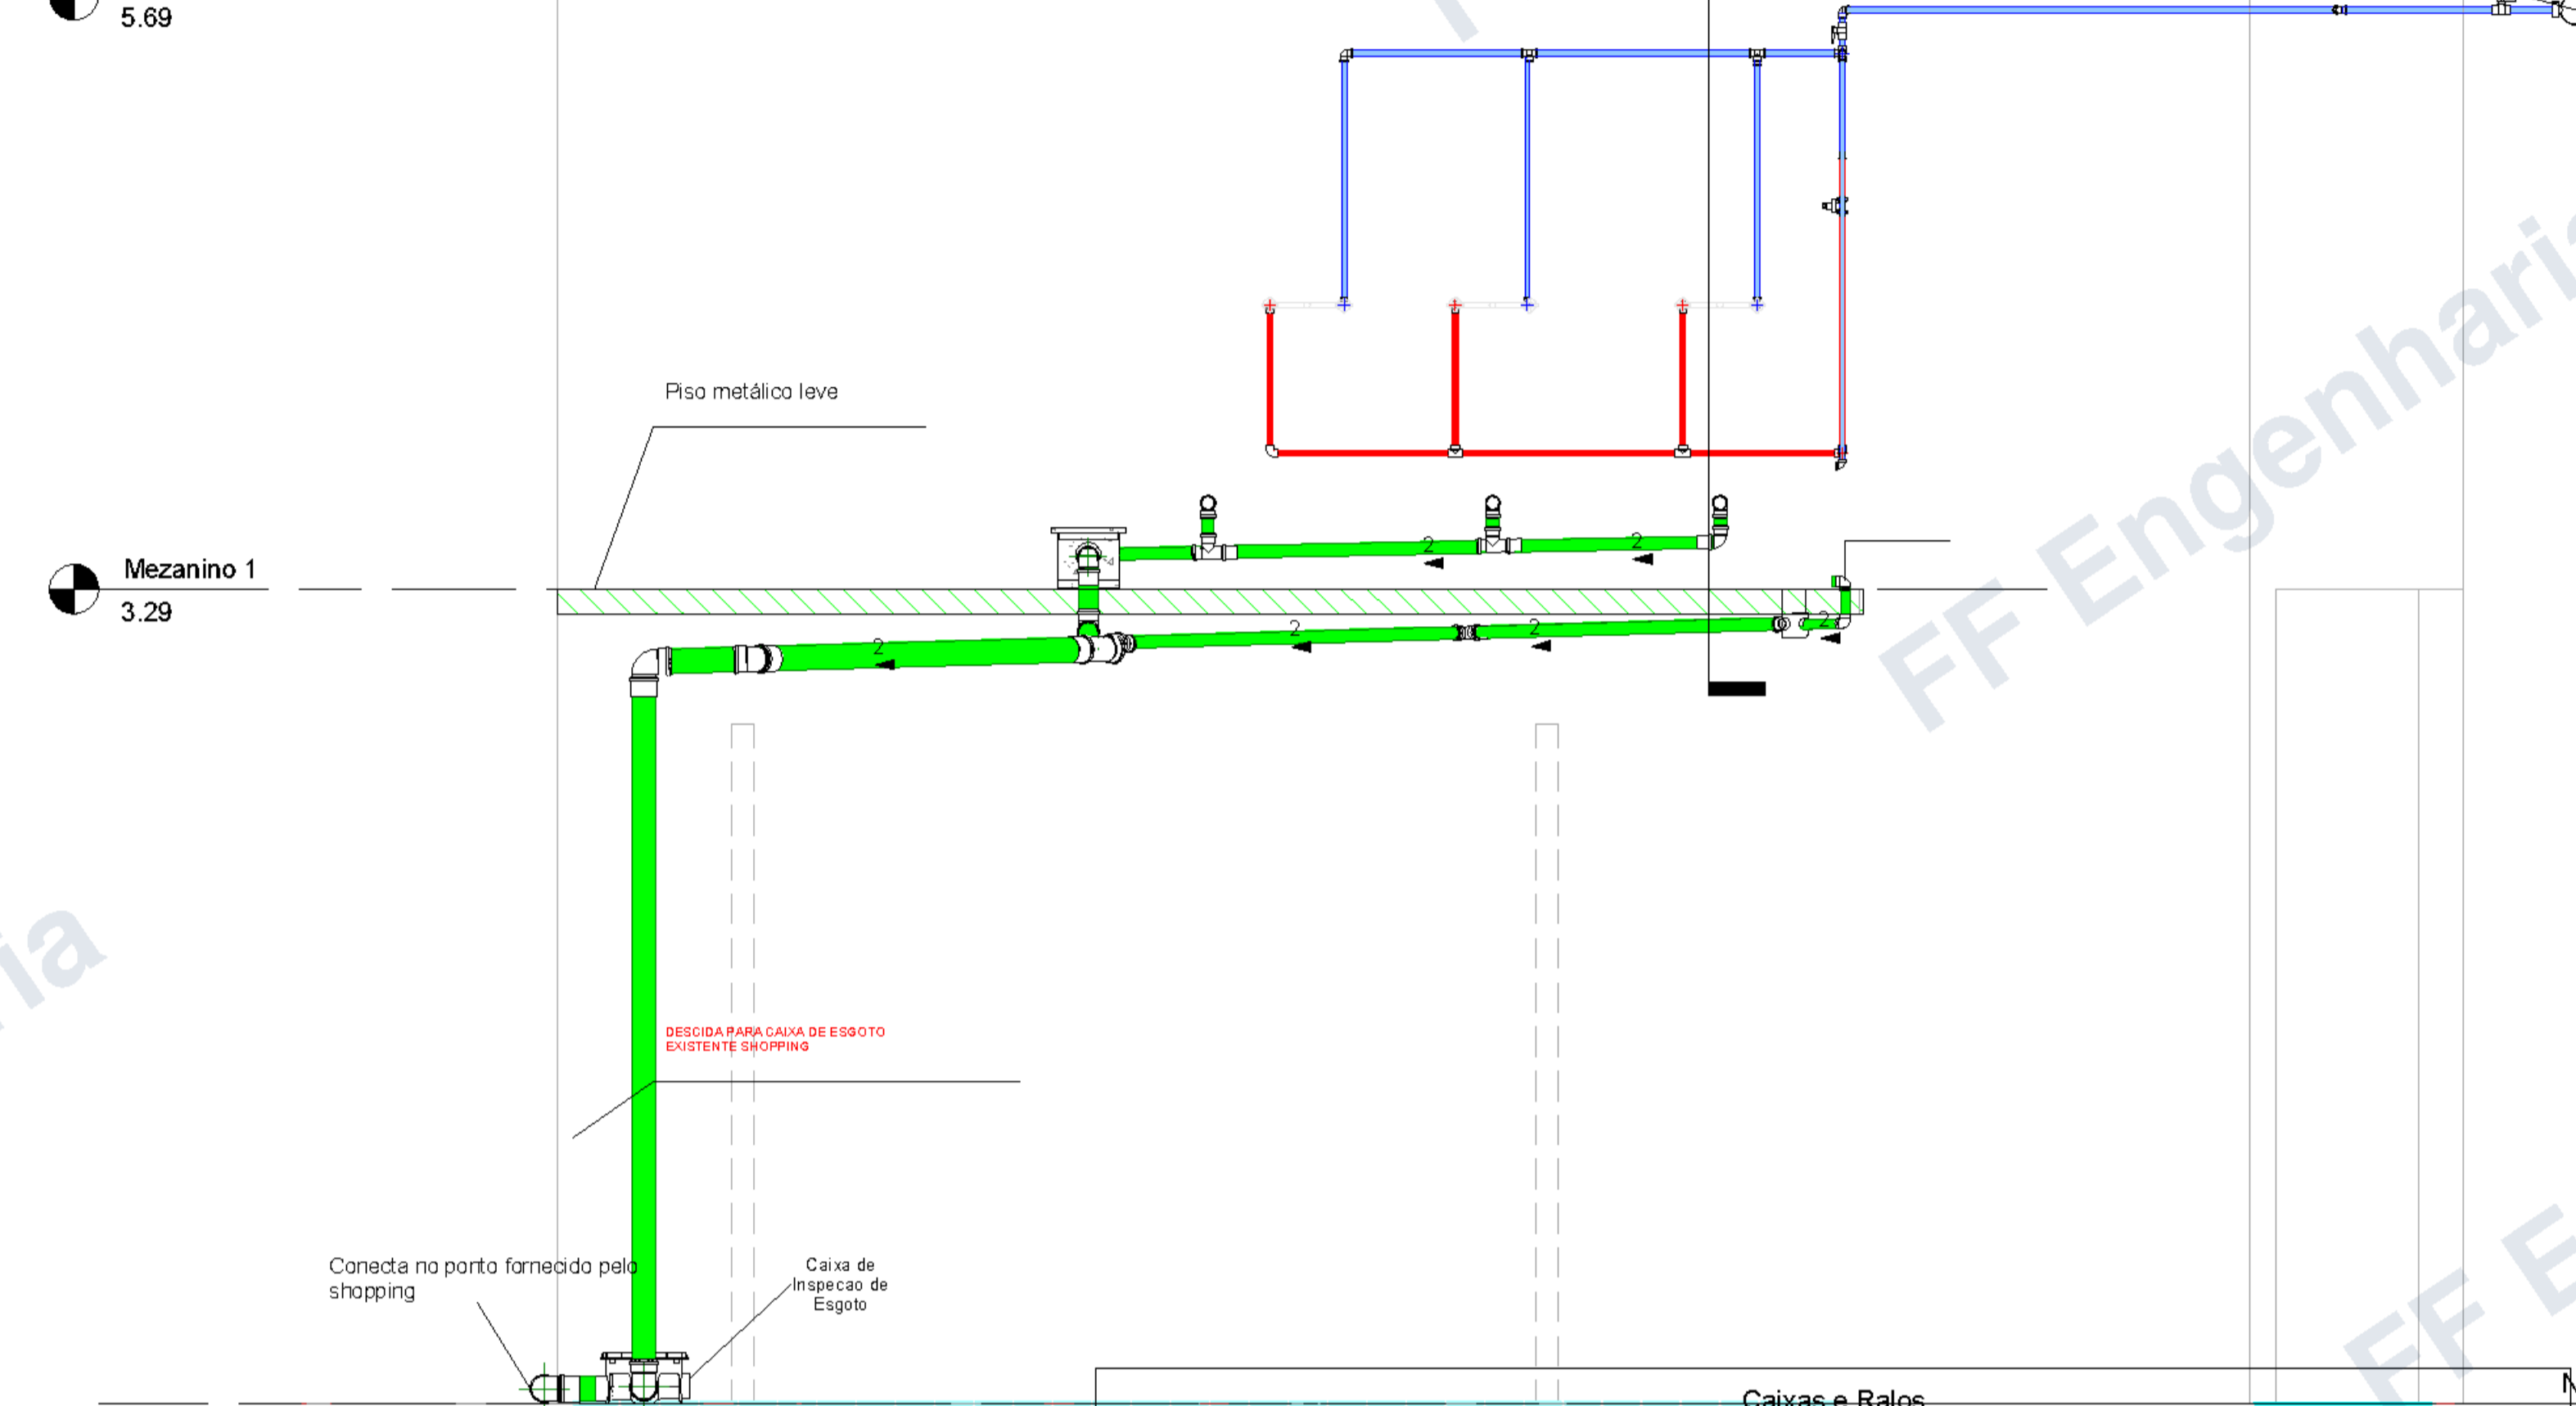 5.69
Piso metálico leve
Mezanino 1
3.29
2
2
2
2
2
2
FF Engenharia
ria
DESCIDA PARA CAIXA DE ESGOTO
EXISTENTE SHOPPING
Conecta no ponto fornecido pelo
shopping
Caixa de
Inspecao de
Esgoto
Caixas e Ralos
FF E